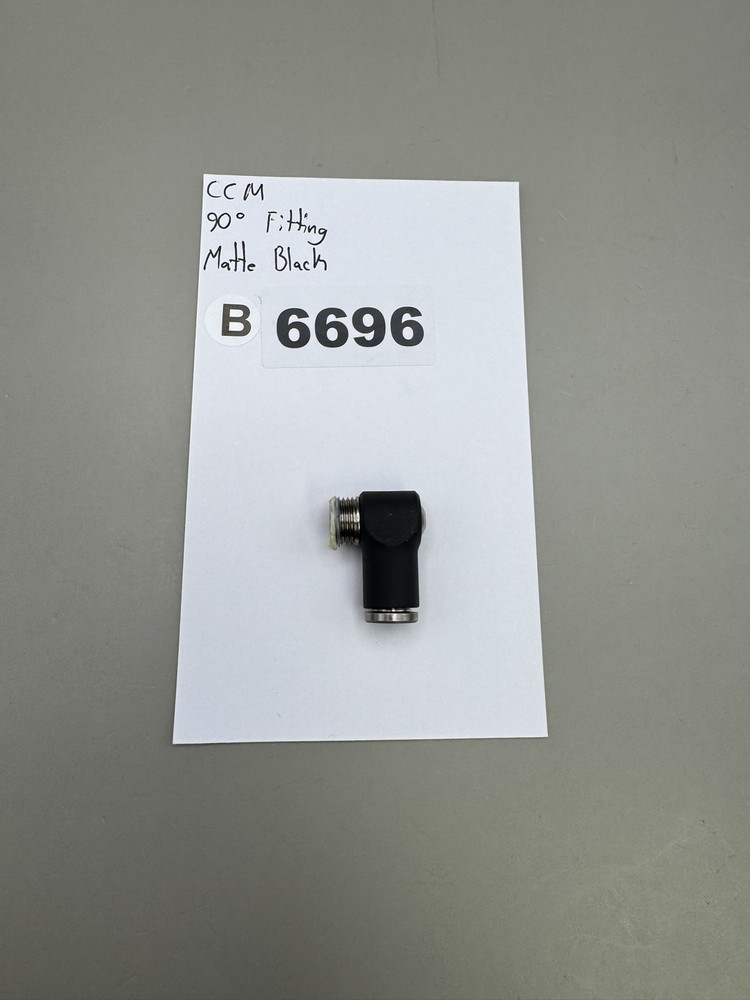 CCM
90° Fitting
Matte Black
B 6696